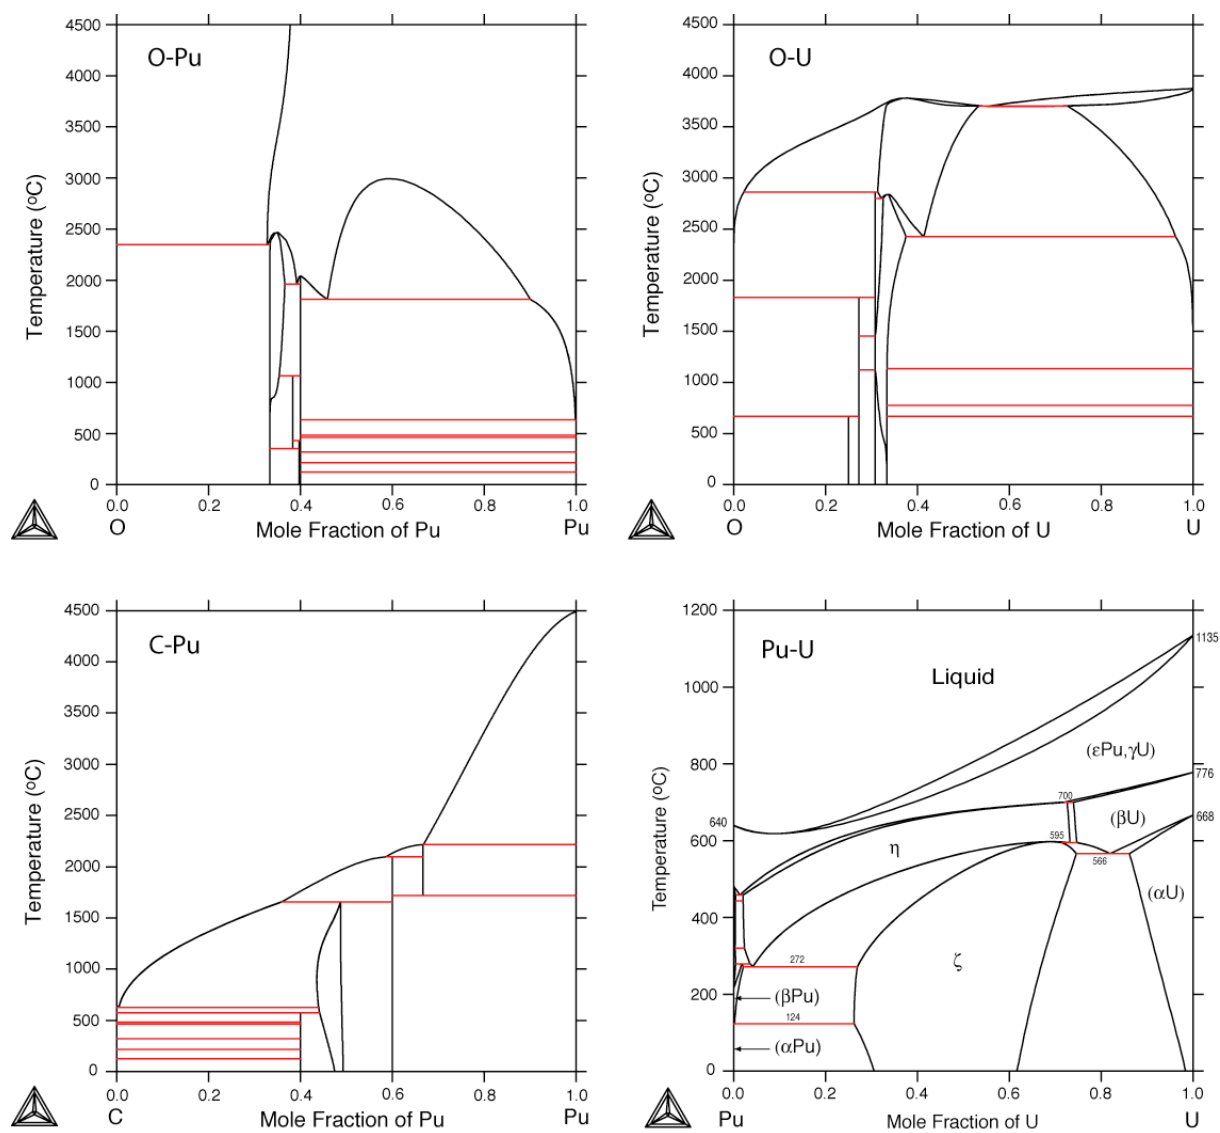 O-Pu
Temperature (ºC)
4500
4000
3500
3000
2500
2000
1500
1000
500
0
0.0 0.2 0.4 0.6 0.8 1.0
O Mole Fraction of Pu Pu
O-U
Temperature (ºC)
4500
4000
3500
3000
2500
2000
1500
1000
500
0
0.0 0.2 0.4 0.6 0.8 1.0
O Mole Fraction of U U
C-Pu
Temperature (ºC)
4500
4000
3500
3000
2500
2000
1500
1000
500
0
0.0 0.2 0.4 0.6 0.8 1.0
C Mole Fraction of Pu Pu
Pu-U
Temperature (ºC)
1200
1000
800
600
400
200
0
Liquid
1135
(εPu,γU)
776
700
640
(βU)
668
595
η
566
(αU)
272
ζ
(βPu)
124
(αPu)
0.0 0.2 0.4 0.6 0.8 1.0
Pu Mole Fraction of U U